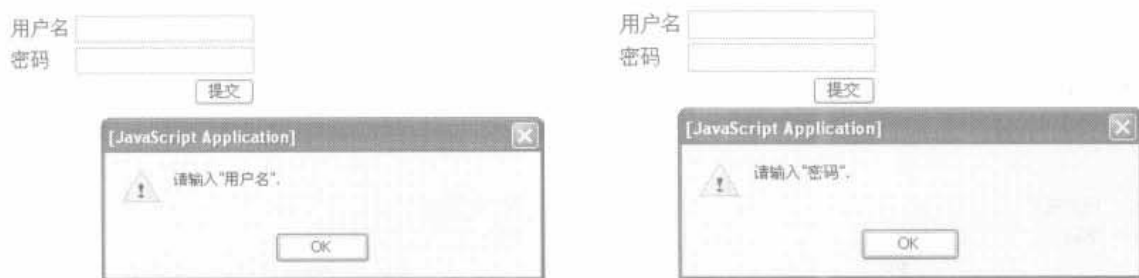 用户名
密码
提交
[JavaScript Application]
请输入"用户名".
OK
用户名
密码
提交
[JavaScript Application]
请输入"密码".
OK